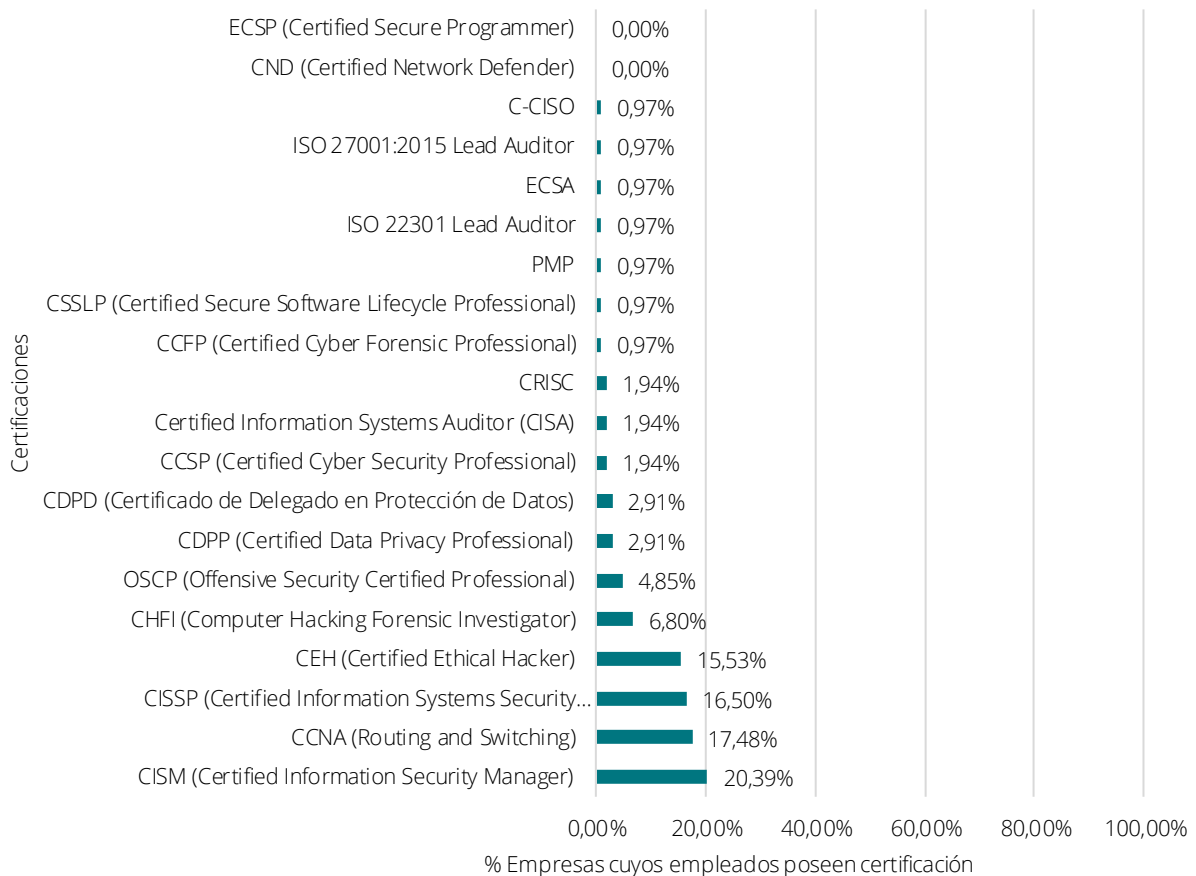 ECSP (Certified Secure Programmer) 0,00%
CND (Certified Network Defender) 0,00%
C-CISO 0,97%
ISO 27001:2015 Lead Auditor 0,97%
ECSA 0,97%
ISO 22301 Lead Auditor 0,97%
PMP 0,97%
CSSLP (Certified Secure Software Lifecycle Professional) 0,97%
CCFP (Certified Cyber Forensic Professional) 0,97%
CRISC 1,94%
Certified Information Systems Auditor (CISA) 1,94%
CCSP (Certified Cyber Security Professional) 1,94%
CDPD (Certificado de Delegado en Protección de Datos) 2,91%
CDPP (Certified Data Privacy Professional) 2,91%
OSCP (Offensive Security Certified Professional) 4,85%
CHFI (Computer Hacking Forensic Investigator) 6,80%
CEH (Certified Ethical Hacker) 15,53%
CISSP (Certified Information Systems Security... 16,50%
CCNA (Routing and Switching) 17,48%
CISM (Certified Information Security Manager) 20,39%
Certificaciones
0,00% 20,00% 40,00% 60,00% 80,00% 100,00%
% Empresas cuyos empleados poseen certificación